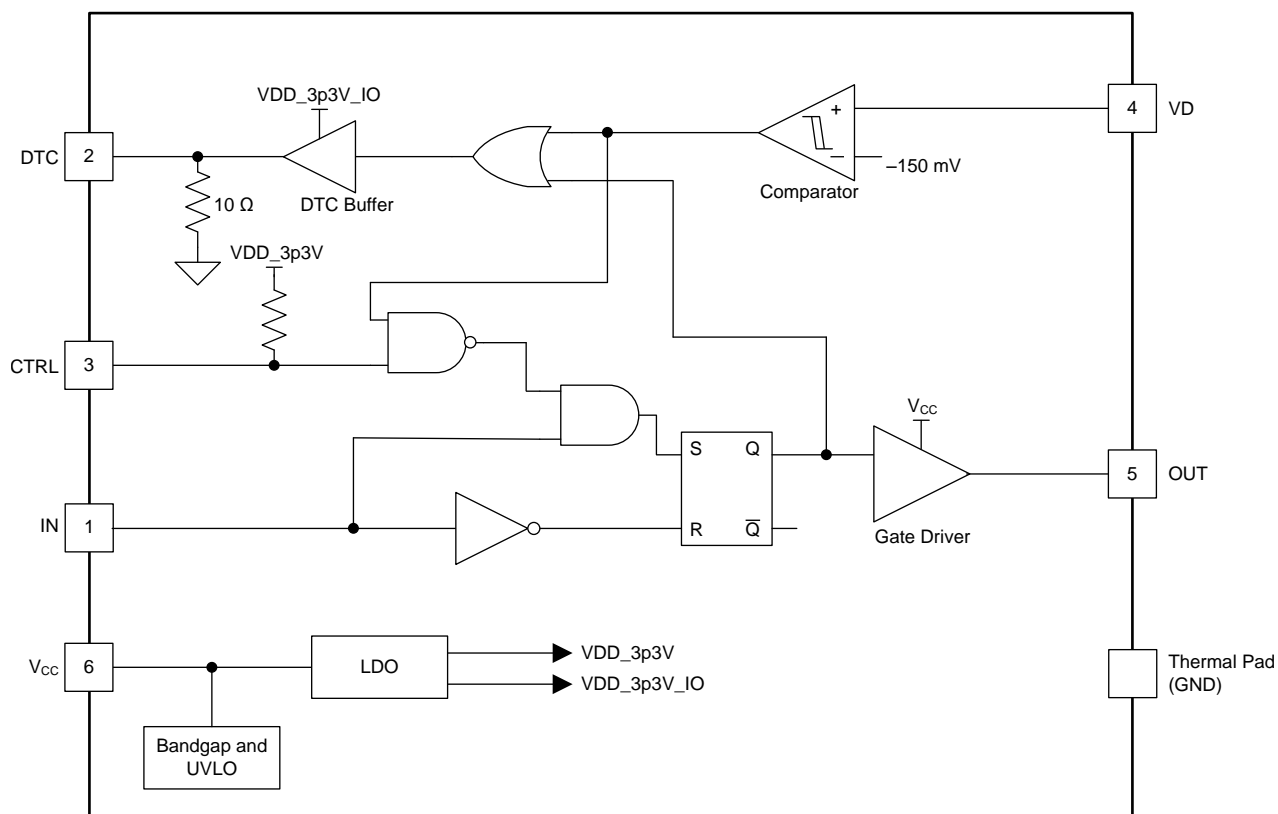 VDD_3p3V_IO
DTC
2
10 Ω
DTC Buffer
+
−
–150 mV
Comparator
4
VD
VDD_3p3V
CTRL
3
S
Q
R
Q̅
VCC
Gate Driver
5
OUT
IN
1
VCC
6
LDO
VDD_3p3V
VDD_3p3V_IO
Bandgap and
UVLO
Thermal Pad
(GND)